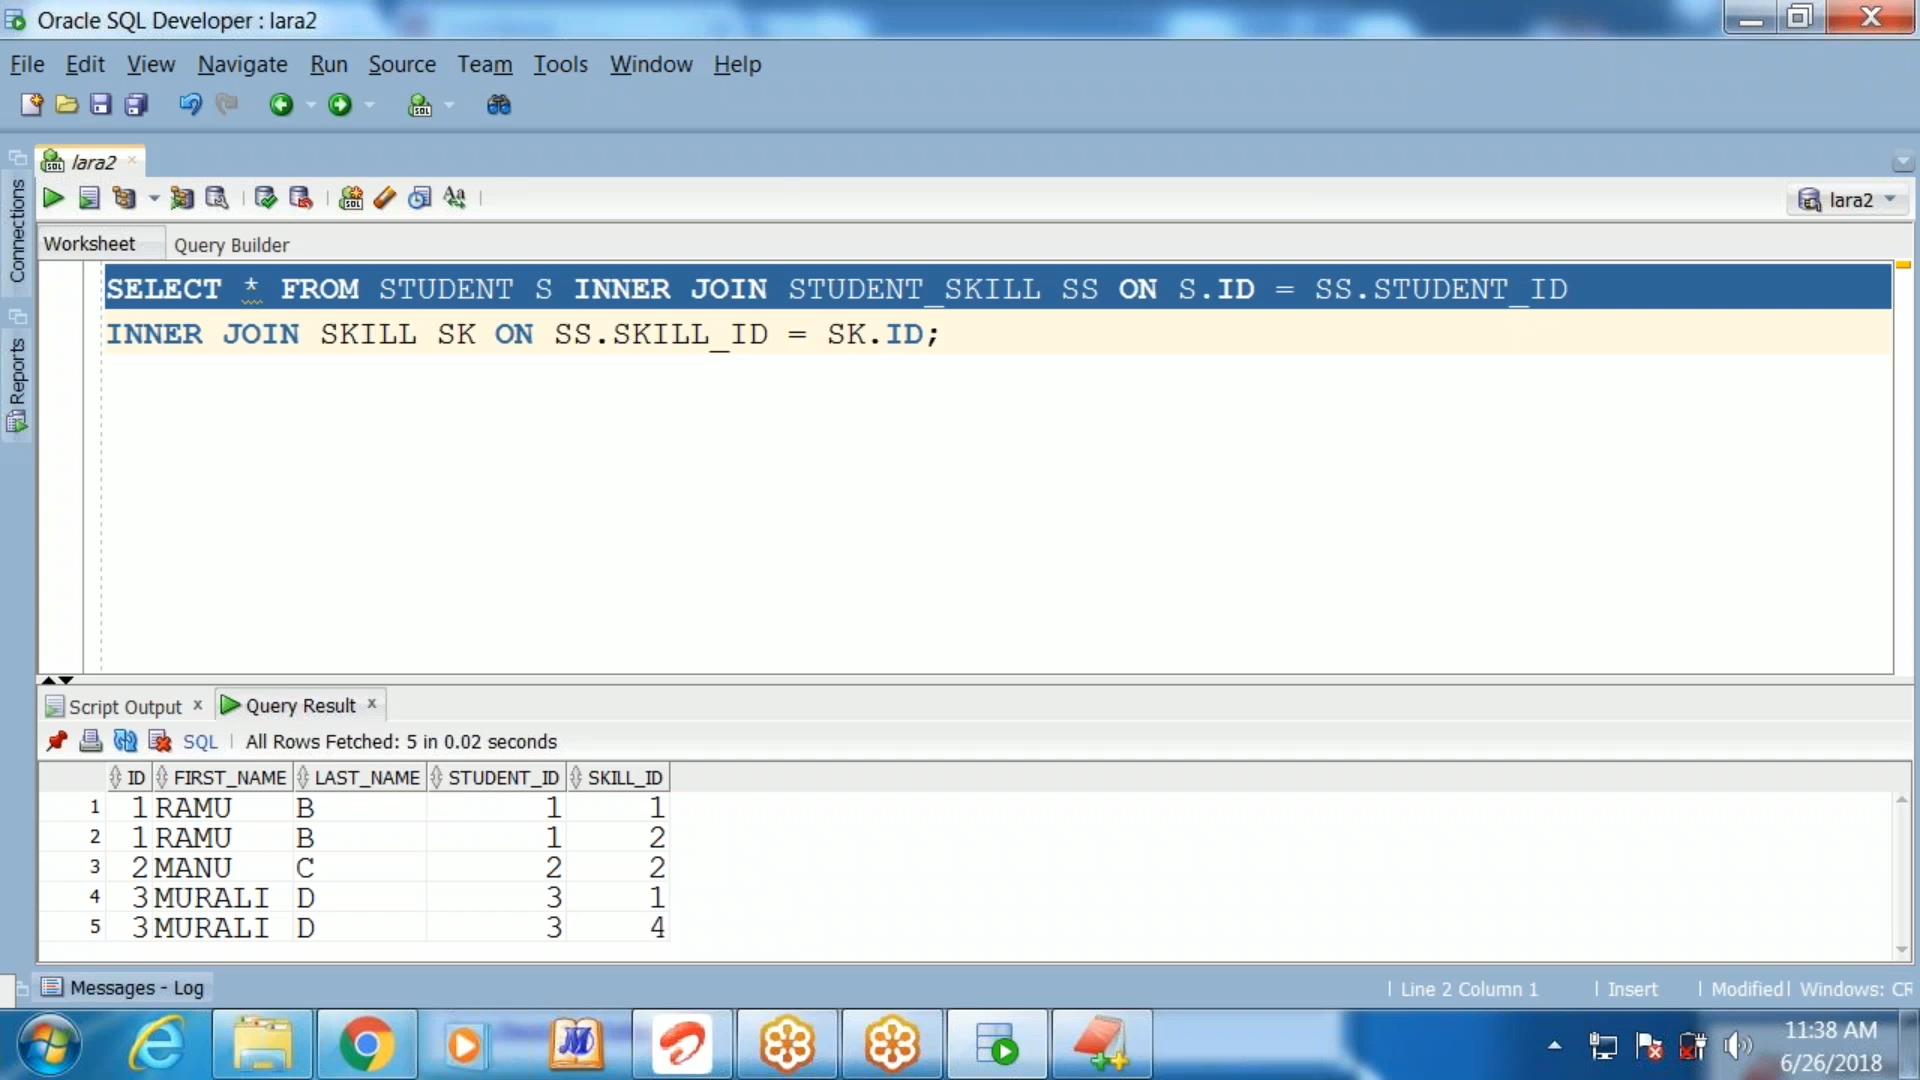 Oracle SQL Developer : lara2
File Edit View Navigate Run Source Team Tools Window Help
lara2
lara2
Worksheet Query Builder
Connections
Reports
SELECT * FROM STUDENT S INNER JOIN STUDENT_SKILL SS ON S.ID = SS.STUDENT_ID
INNER JOIN SKILL SK ON SS.SKILL_ID = SK.ID;
Script Output Query Result
SQL All Rows Fetched: 5 in 0.02 seconds
ID FIRST_NAME LAST_NAME STUDENT_ID SKILL_ID
1 1 RAMU B 1 1
2 1 RAMU B 1 2
3 2 MANU C 2 2
4 3 MURALI D 3 1
5 3 MURALI D 3 4
Messages - Log
Line 2 Column 1 Insert Modified Windows: CR
11:38 AM
6/26/2018